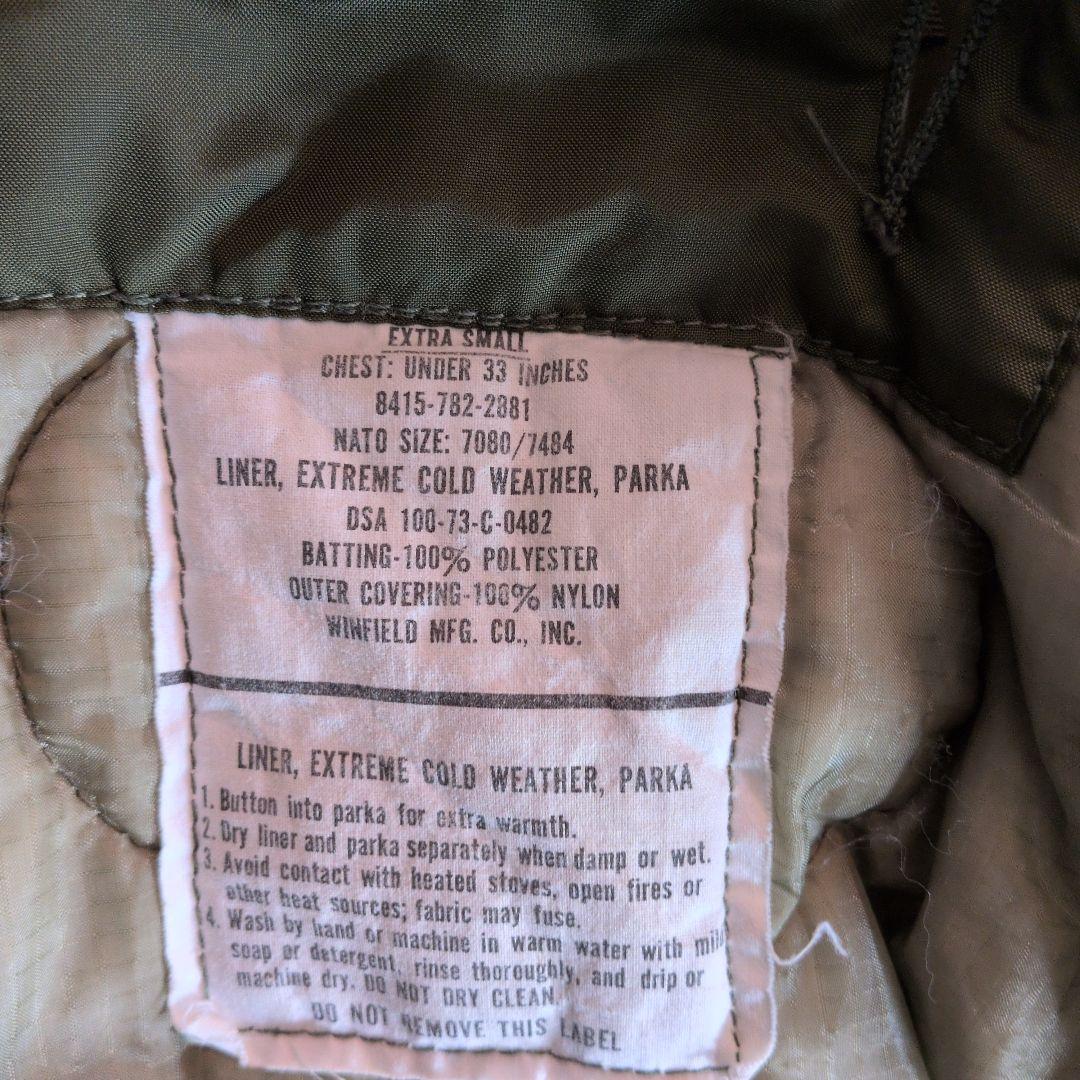 EXTRA SMALL
CHEST: UNDER 33 INCHES
8415-782-2881
NATO SIZE: 7080/7484
LINER, EXTREME COLD WEATHER, PARKA
DSA 100-73-C-0482
BATTING-100% POLYESTER
OUTER COVERING-100% NYLON
WINFIELD MFG. CO., INC.
LINER, EXTREME COLD WEATHER, PARKA
1. Button into parka for extra warmth.
2. Dry liner and parka separately when damp or wet.
3. Avoid contact with heated stoves, open fires or
other heat sources; fabric may fuse.
4. Wash by hand or machine in warm water with mild
soap or detergent, rinse thoroughly, and drip or
machine dry. DO NOT DRY CLEAN.
DO NOT REMOVE THIS LABEL